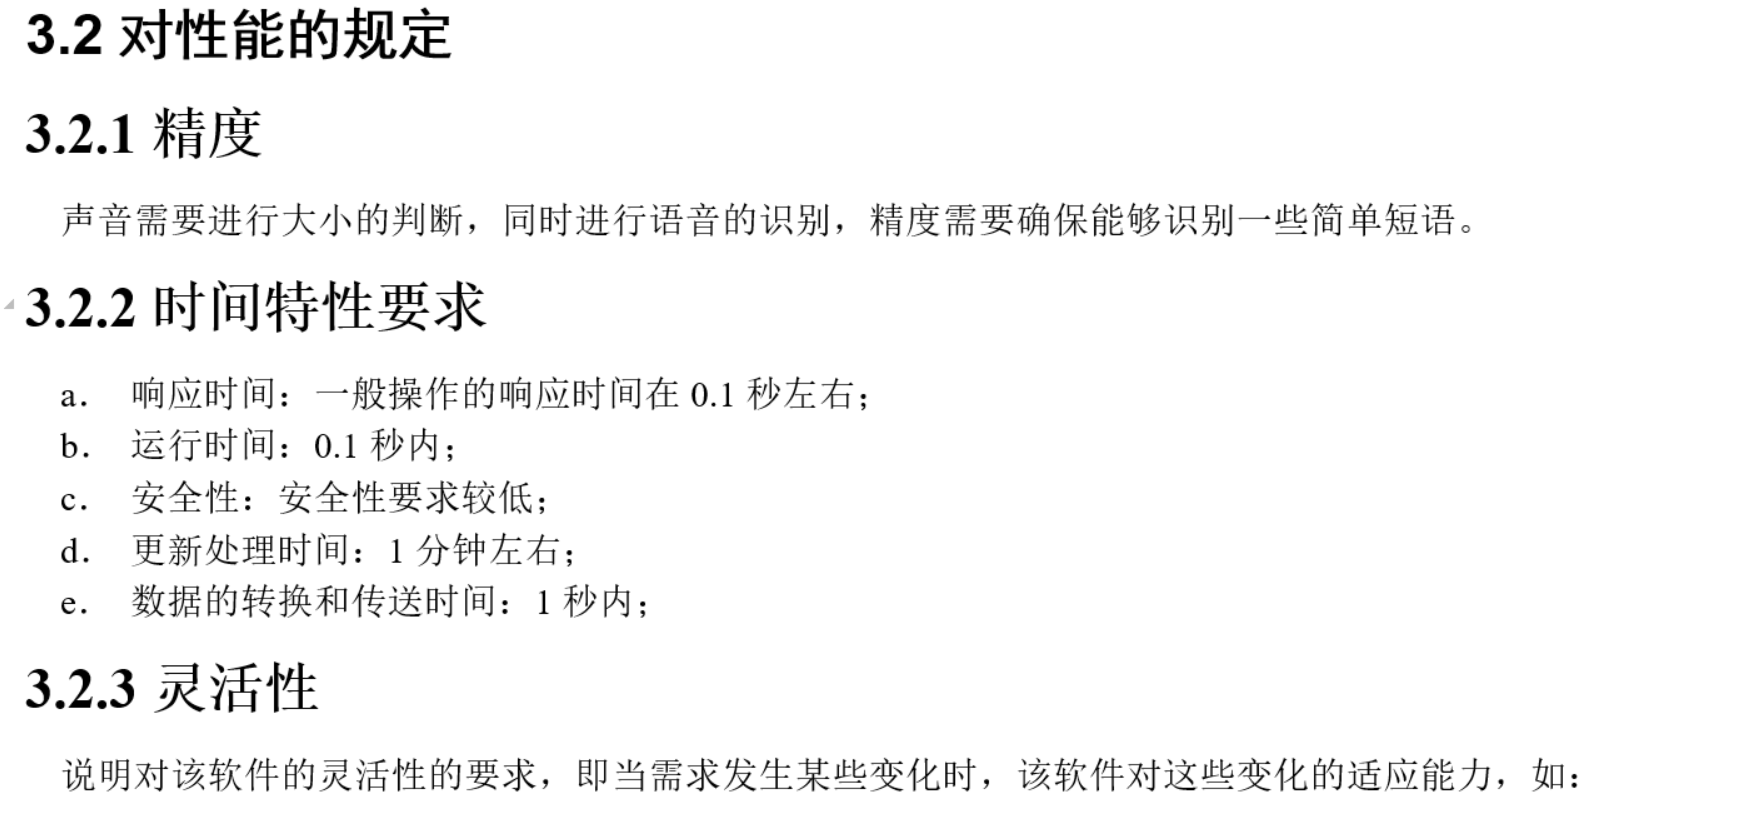 3.2 对性能的规定
3.2.1 精度
声音需要进行大小的判断，同时进行语音的识别，精度需要确保能够识别一些简单短语。
3.2.2 时间特性要求
a． 响应时间：一般操作的响应时间在 0.1 秒左右；
b． 运行时间：0.1 秒内；
c． 安全性：安全性要求较低；
d． 更新处理时间：1 分钟左右；
e． 数据的转换和传送时间：1 秒内；
3.2.3 灵活性
说明对该软件的灵活性的要求，即当需求发生某些变化时，该软件对这些变化的适应能力，如：